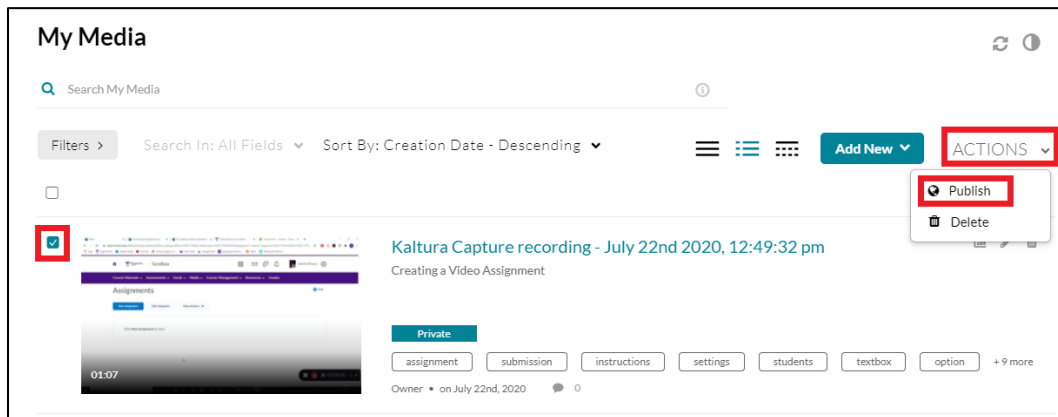 My Media
Search My Media
Filters >
Search In: All Fields
Sort By: Creation Date - Descending
Add New
ACTIONS
Publish
Delete
Kaltura Capture recording - July 22nd 2020, 12:49:32 pm
Creating a Video Assignment
Assignments
01:07
Private
assignment
submission
instructions
settings
students
textbox
option
+ 9 more
Owner • on July 22nd, 2020
0